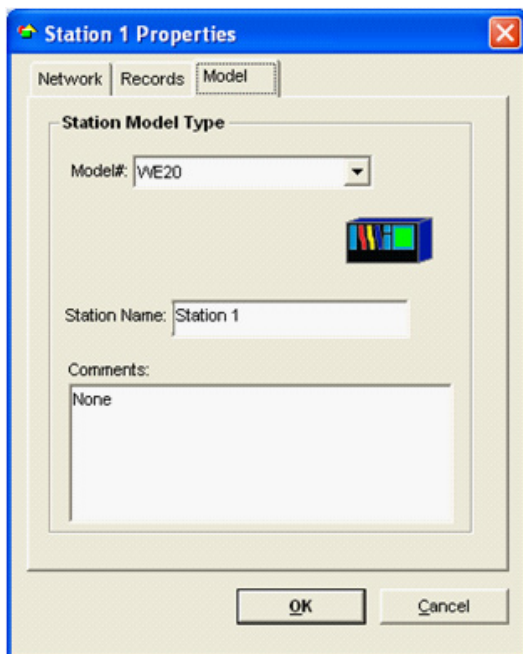 Station 1 Properties
Network Records Model
Station Model Type
Model#: WE20
Station Name: Station 1
Comments:
None
OK Cancel